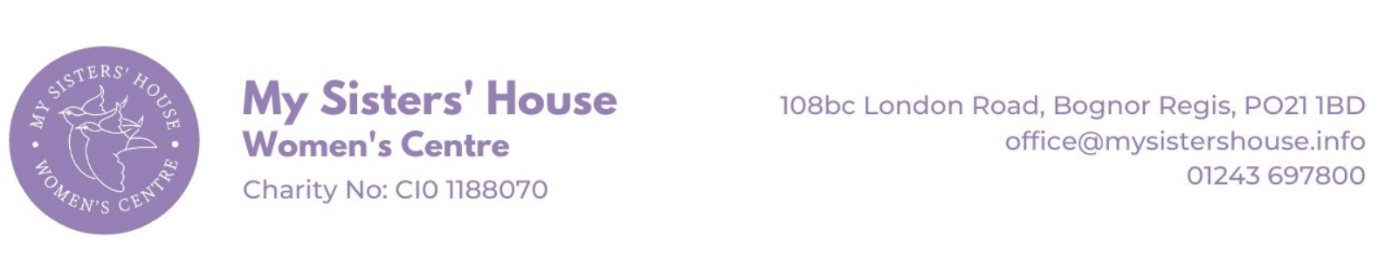 MY SISTERS' HOUSE
• WOMEN'S CENTRE •
My Sisters' House
Women's Centre
Charity No: CI0 1188070
108bc London Road, Bognor Regis, PO21 1BD
office@mysistershouse.info
01243 697800